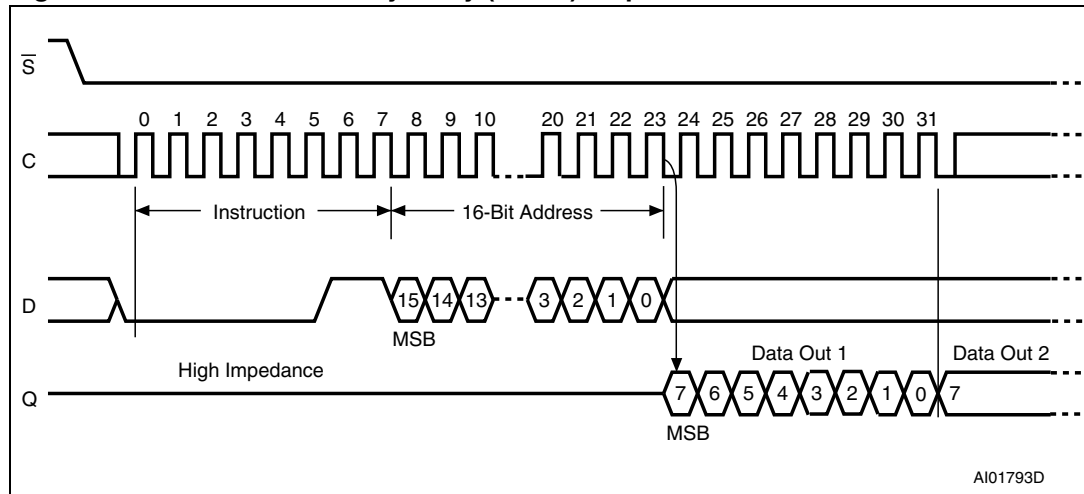 S
0 1 2 3 4 5 6 7 8 9 10 20 21 22 23 24 25 26 27 28 29 30 31
C
Instruction 16-Bit Address
D 15 14 13 3 2 1 0
MSB
High Impedance Data Out 1 Data Out 2
Q 7 6 5 4 3 2 1 0 7
MSB
AI01793D